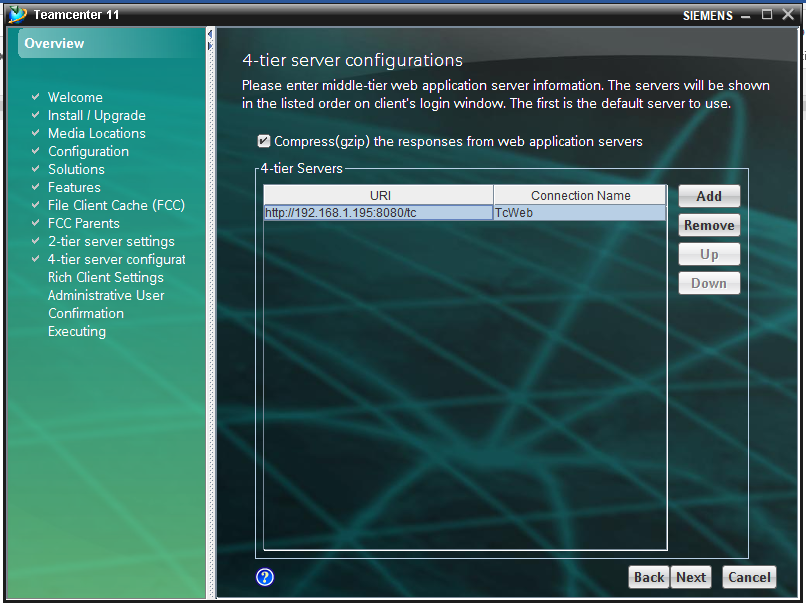 Teamcenter 11
SIEMENS
Overview
Welcome
Install / Upgrade
Media Locations
Configuration
Solutions
Features
File Client Cache (FCC)
FCC Parents
2-tier server settings
4-tier server configurat
Rich Client Settings
Administrative User
Confirmation
Executing
4-tier server configurations
Please enter middle-tier web application server information. The servers will be shown
in the listed order on client's login window. The first is the default server to use.
Compress(gzip) the responses from web application servers
4-tier Servers
URI Connection Name
http://192.168.1.195:8080/tc TcWeb
Add
Remove
Up
Down
?
Back Next Cancel